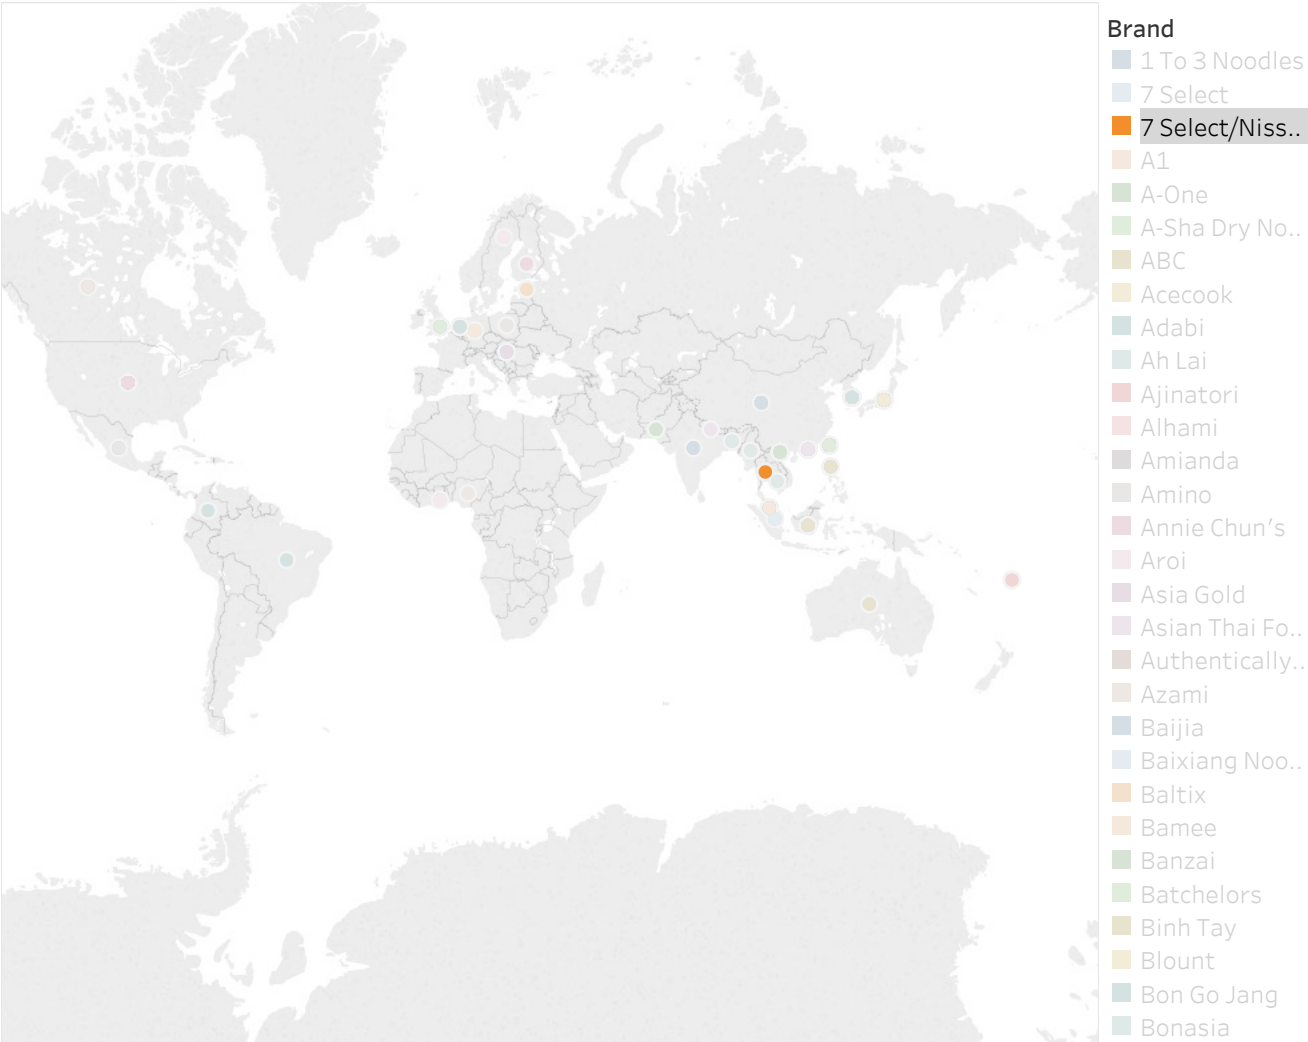 Brand
1 To 3 Noodles
7 Select
7 Select/Niss..
A1
A-One
A-Sha Dry No..
ABC
Acecook
Adabi
Ah Lai
Ajinatori
Alhami
Amianda
Amino
Annie Chun's
Aroi
Asia Gold
Asian Thai Fo..
Authentically..
Azami
Baijia
Baixiang Noo..
Baltix
Bamee
Banzai
Batchelors
Binh Tay
Blount
Bon Go Jang
Bonasia